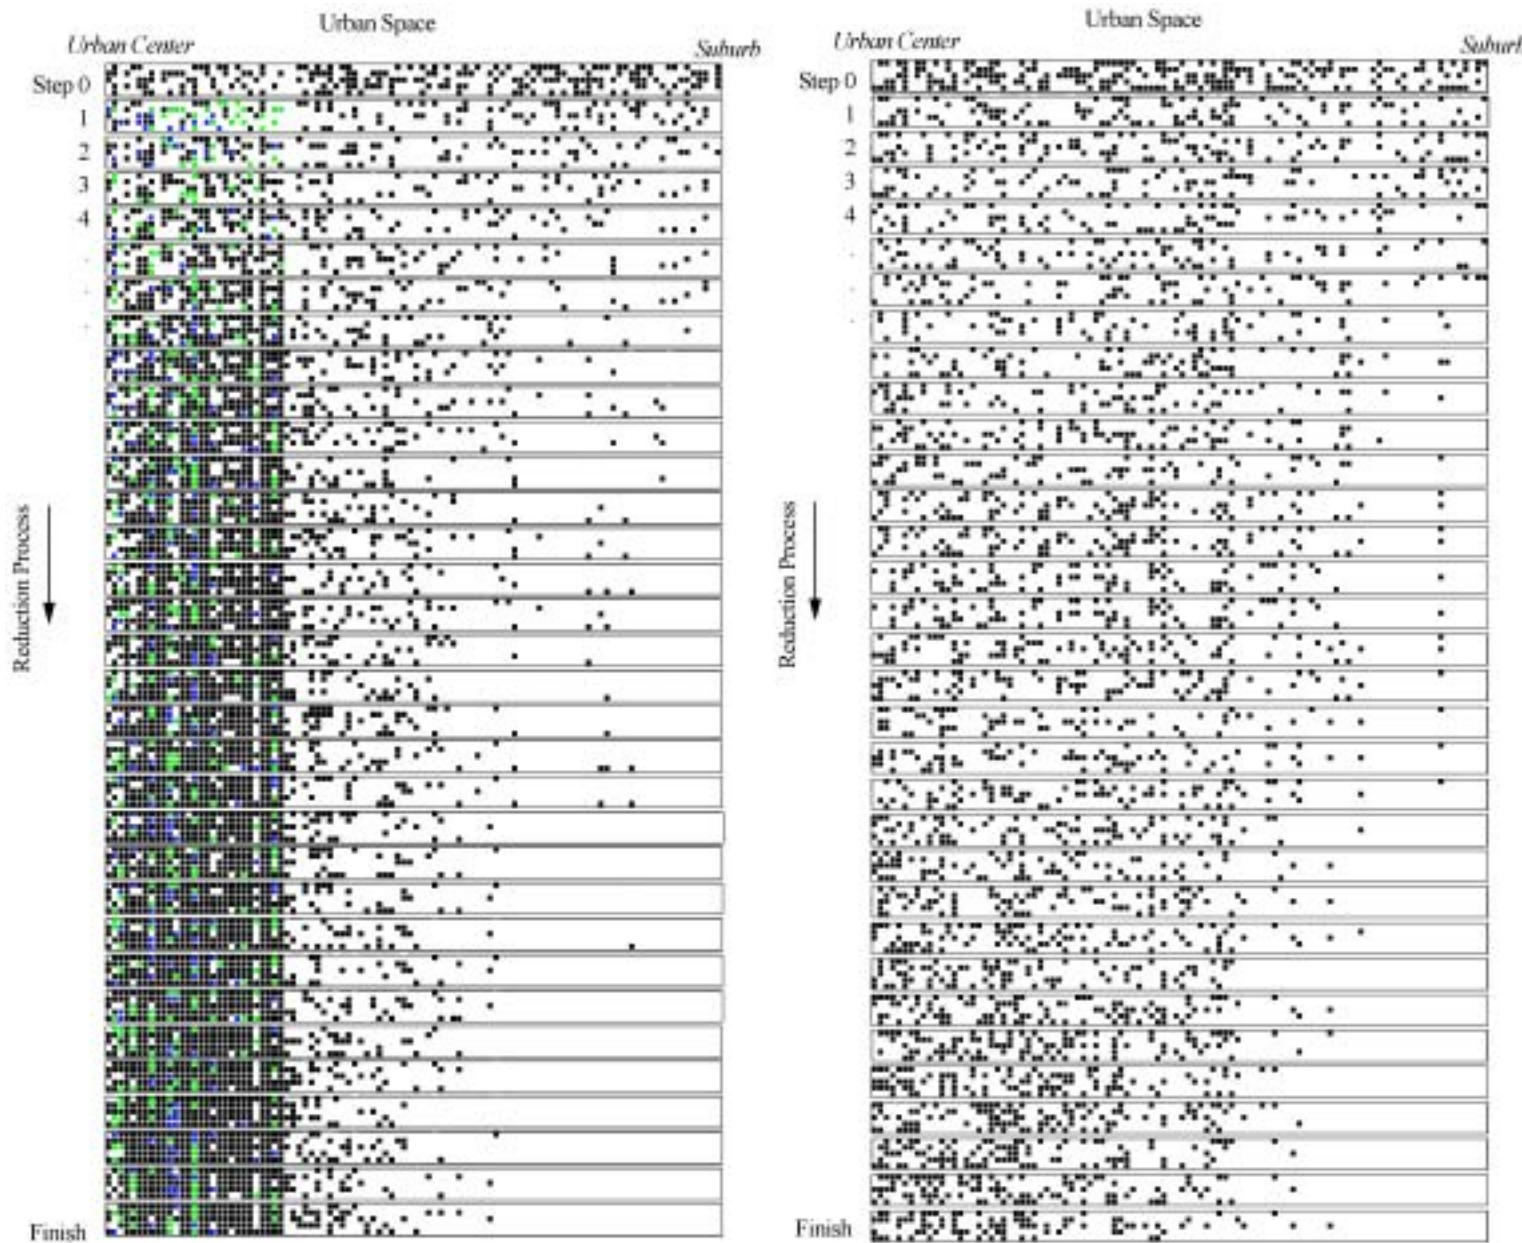 Urban Space
Urban Center
Suburb
Step 0
1
2
3
4
.
.
.
Reduction Process
Finish
Urban Space
Urban Center
Suburb
Step 0
1
2
3
4
.
.
.
Reduction Process
Finish